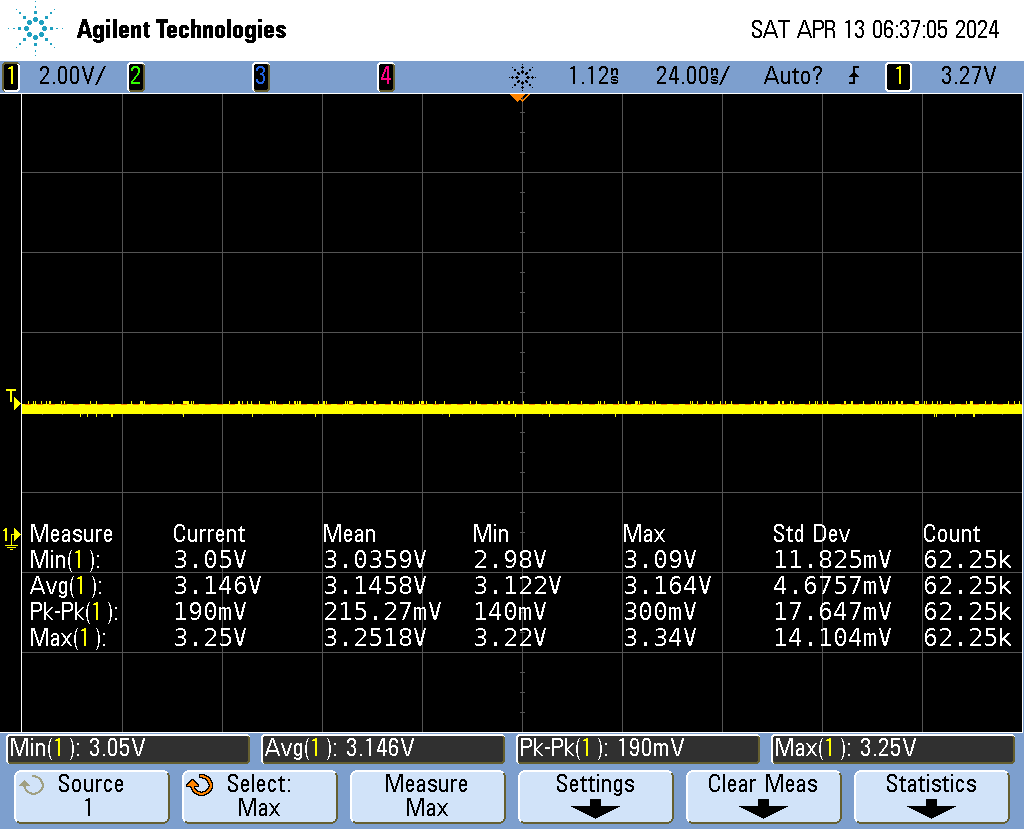 Agilent Technologies SAT APR 13 06:37:05 2024
1 2.00V/ 2 3 4 1.12ns 24.00ns/ Auto? 1 3.27V
T
1 Measure Current Mean Min Max Std Dev Count
Min(1): 3.05V 3.0359V 2.98V 3.09V 11.825mV 62.25k
Avg(1): 3.146V 3.1458V 3.122V 3.164V 4.6757mV 62.25k
Pk-Pk(1): 190mV 215.27mV 140mV 300mV 17.647mV 62.25k
Max(1): 3.25V 3.2518V 3.22V 3.34V 14.104mV 62.25k
Min(1): 3.05V Avg(1): 3.146V Pk-Pk(1): 190mV Max(1): 3.25V
Source Select: Measure Settings Clear Meas Statistics
1 Max Max